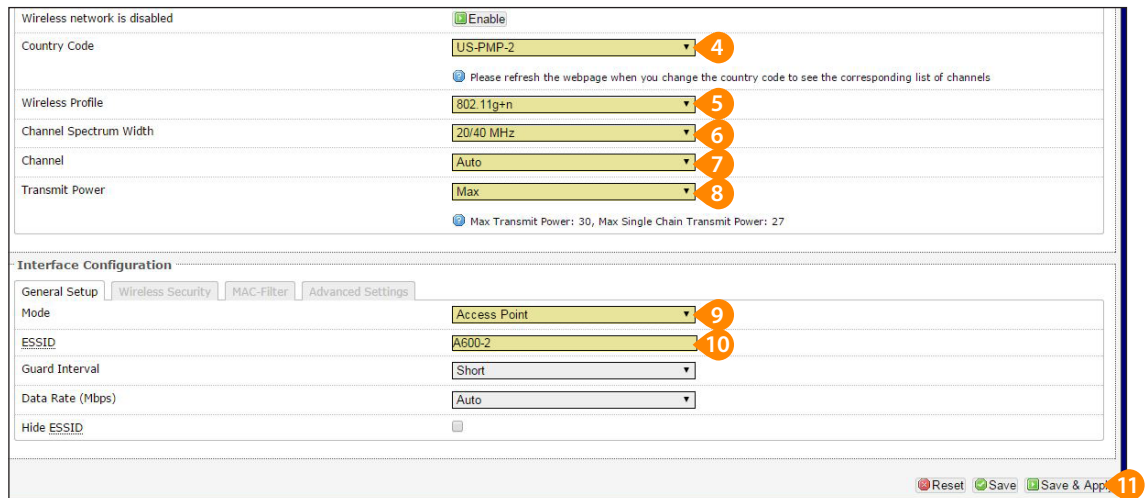 Wireless network is disabled Enable
Country Code US-PMP-2 4
Please refresh the webpage when you change the country code to see the corresponding list of channels
Wireless Profile 802.11g+n 5
Channel Spectrum Width 20/40 MHz 6
Channel Auto 7
Transmit Power Max 8
Max Transmit Power: 30, Max Single Chain Transmit Power: 27
Interface Configuration
General Setup Wireless Security MAC-Filter Advanced Settings
Mode Access Point 9
ESSID A600-2 10
Guard Interval Short
Data Rate (Mbps) Auto
Hide ESSID
Reset Save Save & Appl 11